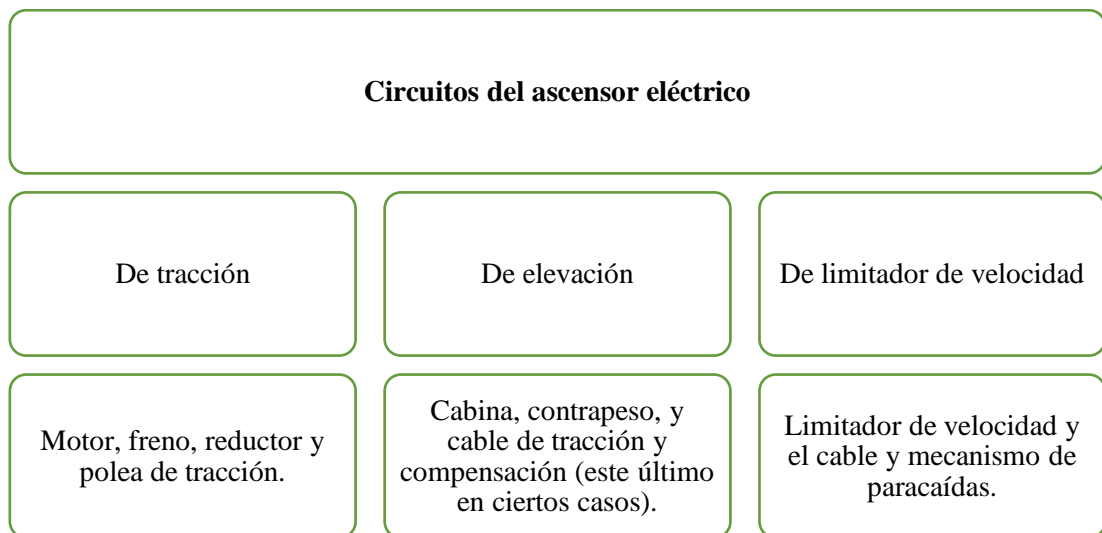 Circuitos del ascensor eléctrico
De tracción
De elevación
De limitador de velocidad
Motor, freno, reductor y
polea de tracción.
Cabina, contrapeso, y
cable de tracción y
compensación (este último
en ciertos casos).
Limitador de velocidad y
el cable y mecanismo de
paracaídas.